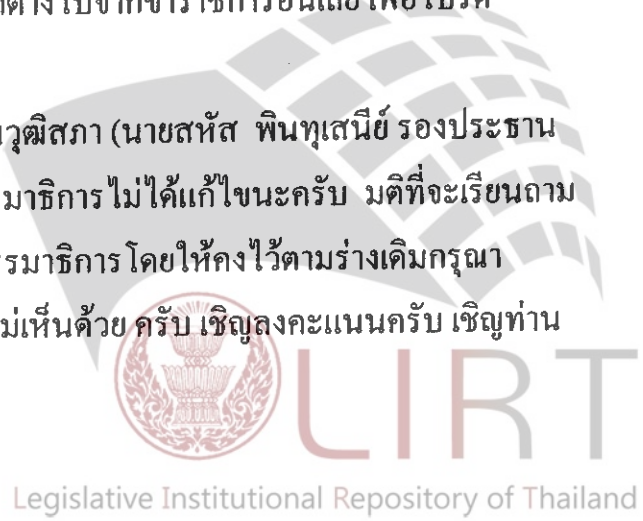 ต่างไปจากข้าราชการอื่นเลย เพื่อโปรด
วุฒิสภา (นายสหัส พินทุเสนีย์ รองประธาน
มาธิการไม่ได้แก้ไขนะครับ มติที่จะเรียนถาม
รมาธิการโดยให้คงไว้ตามร่างเดิมกรุณา
ม่เห็นด้วย ครับ เชิญลงคะแนนครับ เชิญท่าน
LIRT
Legislative Institutional Repository of Thailand